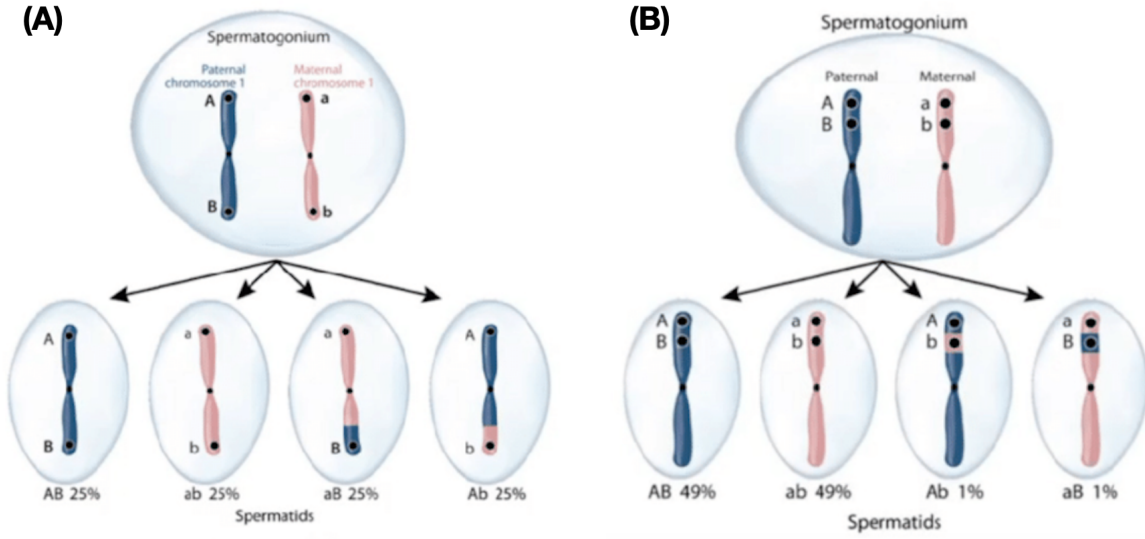 (A)
Spermatogonium
Paternal
chromosome 1
Maternal
chromosome 1
A
a
B
b
A
a
a
A
B
b
B
b
AB 25%
ab 25%
aB 25%
Ab 25%
Spermatids
(B)
Spermatogonium
Paternal
Maternal
A
a
B
b
A
a
A
a
B
b
b
B
AB 49%
ab 49%
Ab 1%
aB 1%
Spermatids